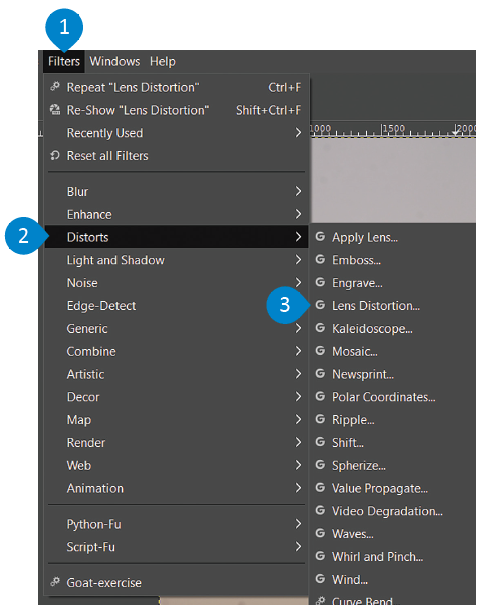 1
Filters Windows Help
Repeat "Lens Distortion" Ctrl+F
Re-Show "Lens Distortion" Shift+Ctrl+F
Recently Used
Reset all Filters
1000 1500 2000
Blur
Enhance
2
Distorts
Light and Shadow
Noise
Edge-Detect
Generic
Combine
Artistic
Decor
Map
Render
Web
Animation
Python-Fu
Script-Fu
Goat-exercise
Apply Lens...
Emboss...
Engrave...
3
Lens Distortion...
Kaleidoscope...
Mosaic...
Newsprint...
Polar Coordinates...
Ripple...
Shift...
Spherize...
Value Propagate...
Video Degradation...
Waves...
Whirl and Pinch...
Wind...
Curve Bend